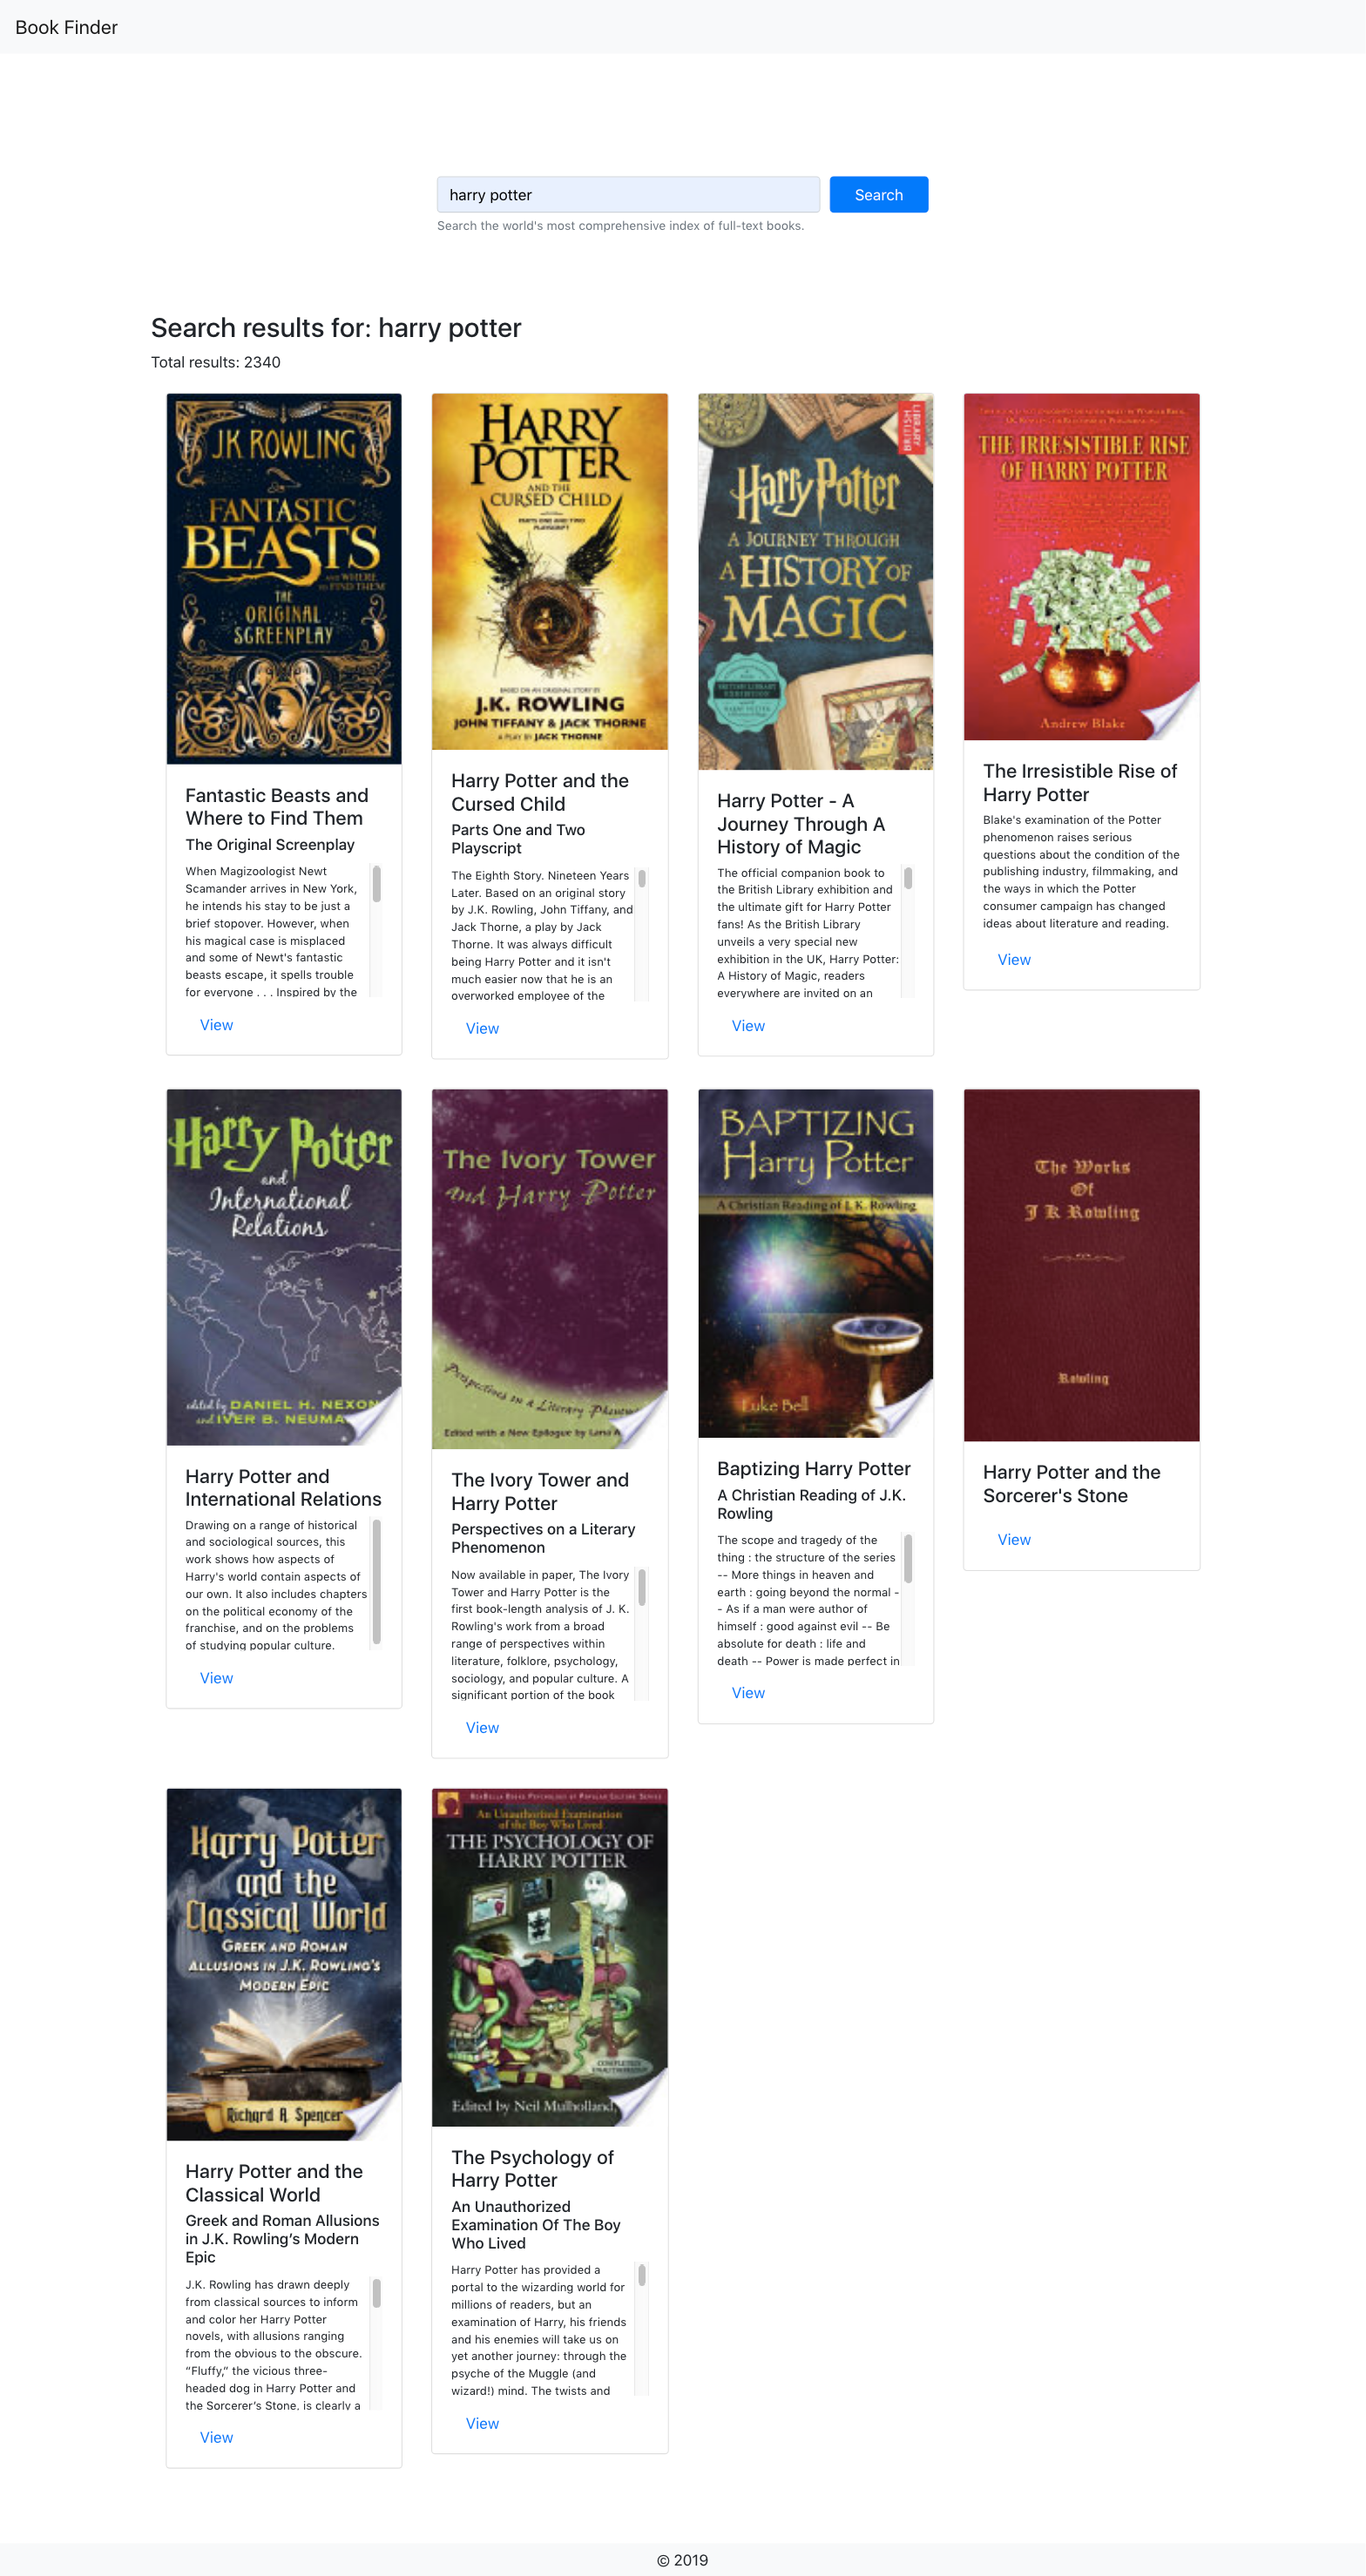 Book Finder
harry potter
Search
Search the world's most comprehensive index of full-text books.
Search results for: harry potter
Total results: 2340
JK ROWLING
FANTASTIC
BEASTS
AND WHERE
TO FIND THEM
THE
ORIGINAL
SCREENPLAY
Fantastic Beasts and
Where to Find Them
The Original Screenplay
When Magizoologist Newt
Scamander arrives in New York,
he intends his stay to be just a
brief stopover. However, when
his magical case is misplaced
and some of Newt's fantastic
beasts escape, it spells trouble
for everyone . . . Inspired by the
View
HARRY
POTTER
AND THE
CURSED CHILD
PARTS ONE AND TWO
PLAYSCRIPT
BASED ON AN ORIGINAL STORY BY
J.K. ROWLING
JOHN TIFFANY & JACK THORNE
A PLAY BY JACK THORNE
Harry Potter and the
Cursed Child
Parts One and Two
Playscript
The Eighth Story. Nineteen Years
Later. Based on an original story
by J.K. Rowling, John Tiffany, and
Jack Thorne, a play by Jack
Thorne. It was always difficult
being Harry Potter and it isn't
much easier now that he is an
overworked employee of the
View
BRITISH
LIBRARY
Harry Potter
A JOURNEY THROUGH
A HISTORY OF
MAGIC
BRITISH LIBRARY
EXHIBITION
Harry Potter - A
Journey Through A
History of Magic
The official companion book to
the British Library exhibition and
the ultimate gift for Harry Potter
fans! As the British Library
unveils a very special new
exhibition in the UK, Harry Potter:
A History of Magic, readers
everywhere are invited on an
View
THE IRRESISTIBLE RISE
OF HARRY POTTER
Andrew Blake
The Irresistible Rise of
Harry Potter
Blake's examination of the Potter
phenomenon raises serious
questions about the condition of the
publishing industry, filmmaking, and
the ways in which the Potter
consumer campaign has changed
ideas about literature and reading.
View
Harry Potter
and
International
Relations
edited by DANIEL H. NEXON
and IVER B. NEUMA
Harry Potter and
International Relations
Drawing on a range of historical
and sociological sources, this
work shows how aspects of
Harry's world contain aspects of
our own. It also includes chapters
on the political economy of the
franchise, and on the problems
of studying popular culture.
View
The Ivory Tower
and Harry Potter
Perspectives on a Literary Phenom
Edited with a New Epilogue by Lana
The Ivory Tower and
Harry Potter
Perspectives on a Literary
Phenomenon
Now available in paper, The Ivory
Tower and Harry Potter is the
first book-length analysis of J. K.
Rowling's work from a broad
range of perspectives within
literature, folklore, psychology,
sociology, and popular culture. A
significant portion of the book
View
BAPTIZING
Harry Potter
A Christian Reading of J. K. Rowling
Luke Bell
Baptizing Harry Potter
A Christian Reading of J.K.
Rowling
The scope and tragedy of the
thing : the structure of the series
-- More things in heaven and
earth : going beyond the normal -
- As if a man were author of
himself : good against evil -- Be
absolute for death : life and
death -- Power is made perfect in
View
The Works
Of
J K Rowling
Rowling
Harry Potter and the
Sorcerer's Stone
View
Harry Potter
and the
Classical World
GREEK AND ROMAN
ALLUSIONS IN J.K. ROWLING'S
MODERN EPIC
Richard A. Spencer
Harry Potter and the
Classical World
Greek and Roman Allusions
in J.K. Rowling’s Modern
Epic
J.K. Rowling has drawn deeply
from classical sources to inform
and color her Harry Potter
novels, with allusions ranging
from the obvious to the obscure.
“Fluffy,” the vicious three-
headed dog in Harry Potter and
the Sorcerer’s Stone, is clearly a
View
BENBELLA BOOKS PSYCHOLOGY OF POPULAR CULTURE SERIES
An Unauthorized Examination
of the Boy Who Lived
THE PSYCHOLOGY OF
HARRY POTTER
COMPLETELY
UNAUTHORIZED
Edited by Neil Mulholland,
The Psychology of
Harry Potter
An Unauthorized
Examination Of The Boy
Who Lived
Harry Potter has provided a
portal to the wizarding world for
millions of readers, but an
examination of Harry, his friends
and his enemies will take us on
yet another journey: through the
psyche of the Muggle (and
wizard!) mind. The twists and
View
© 2019